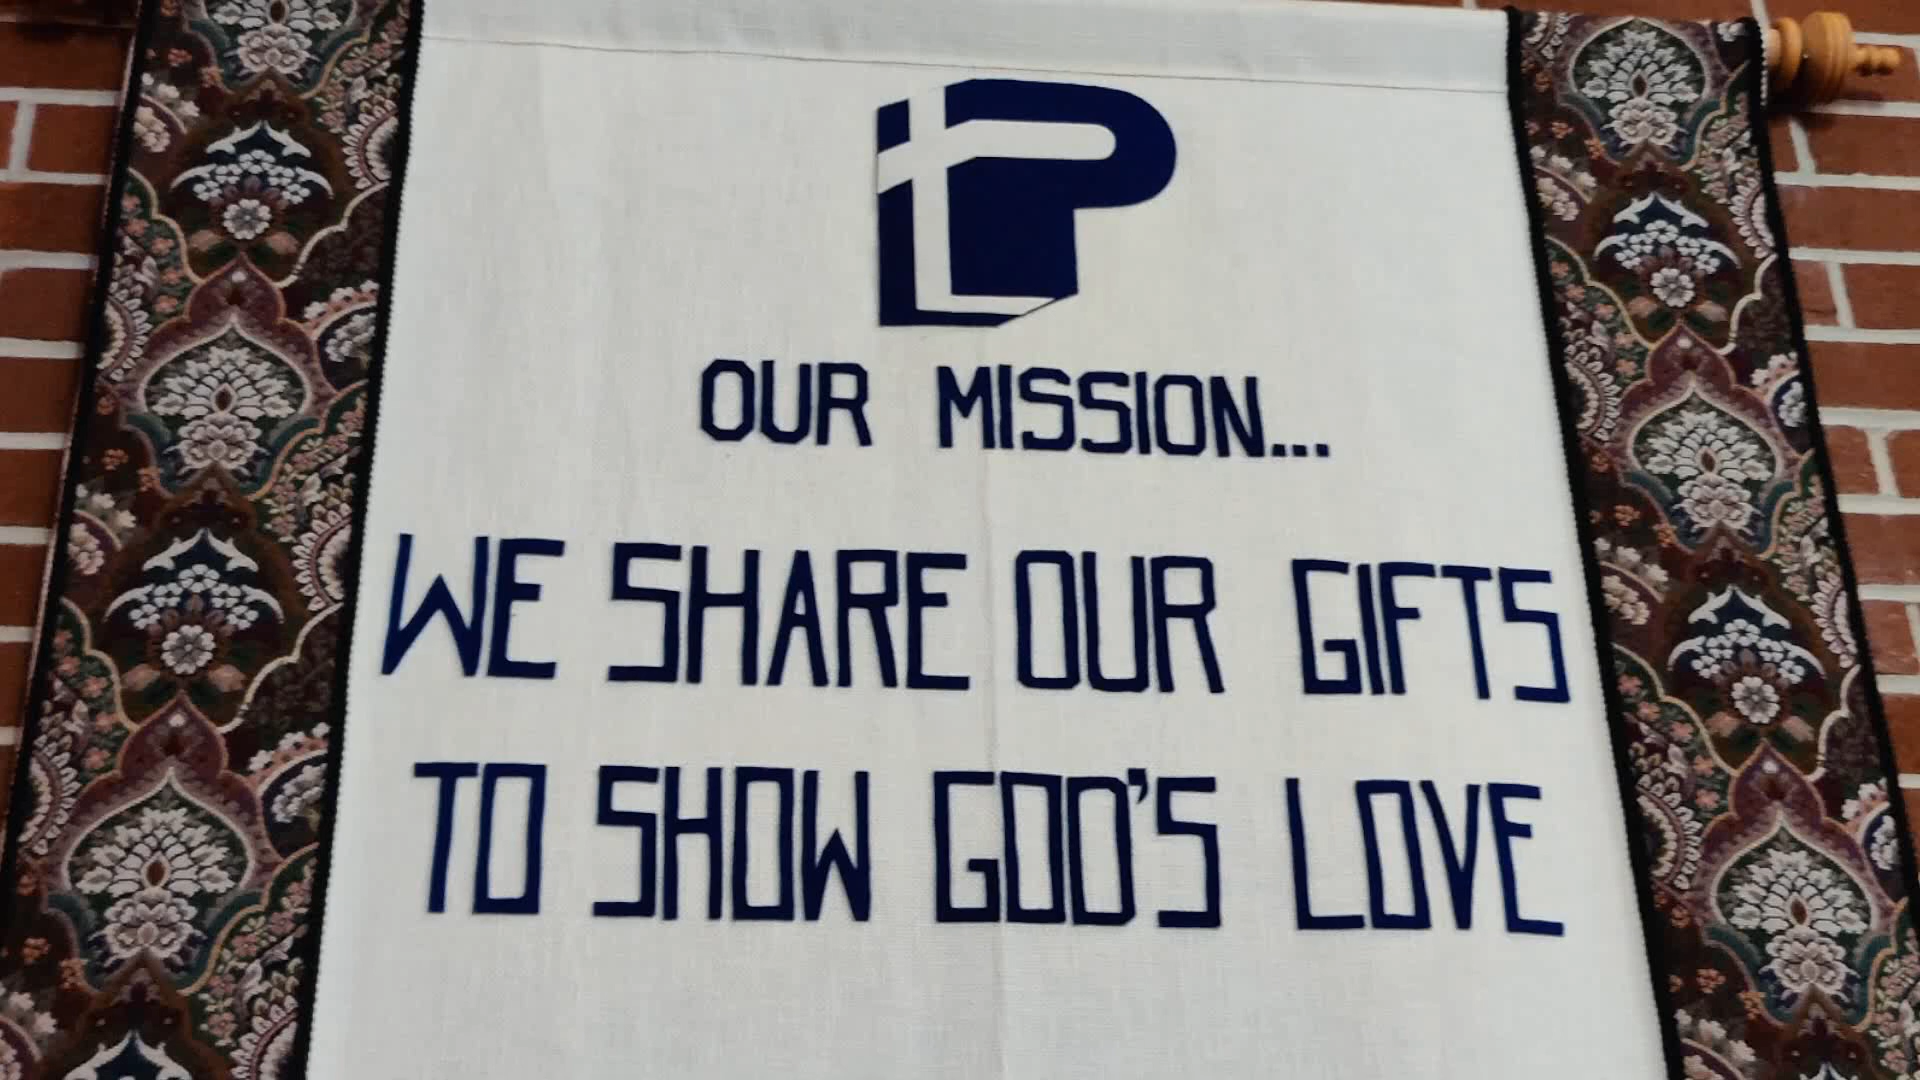 P
OUR MISSION...
WE SHARE OUR GIFTS
TO SHOW GOD'S LOVE